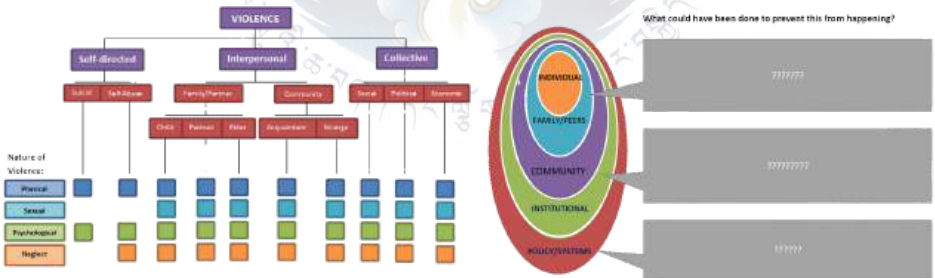 VIOLENCE
Self-directed
Interpersonal
Collective
Suicide Self-Abuse
Family/Partner
Community
Social Political Economic
Child Partner Elder
Acquaintance
Nature of
Violence:
Physical
Sexual
Psychological
Neglect
INDIVIDUAL
FAMILY/PEERS
COMMUNITY
INSTITUTIONAL
POLICY/SYSTEMS
What could have been done to prevent this from happening?
???????
?????????
??????